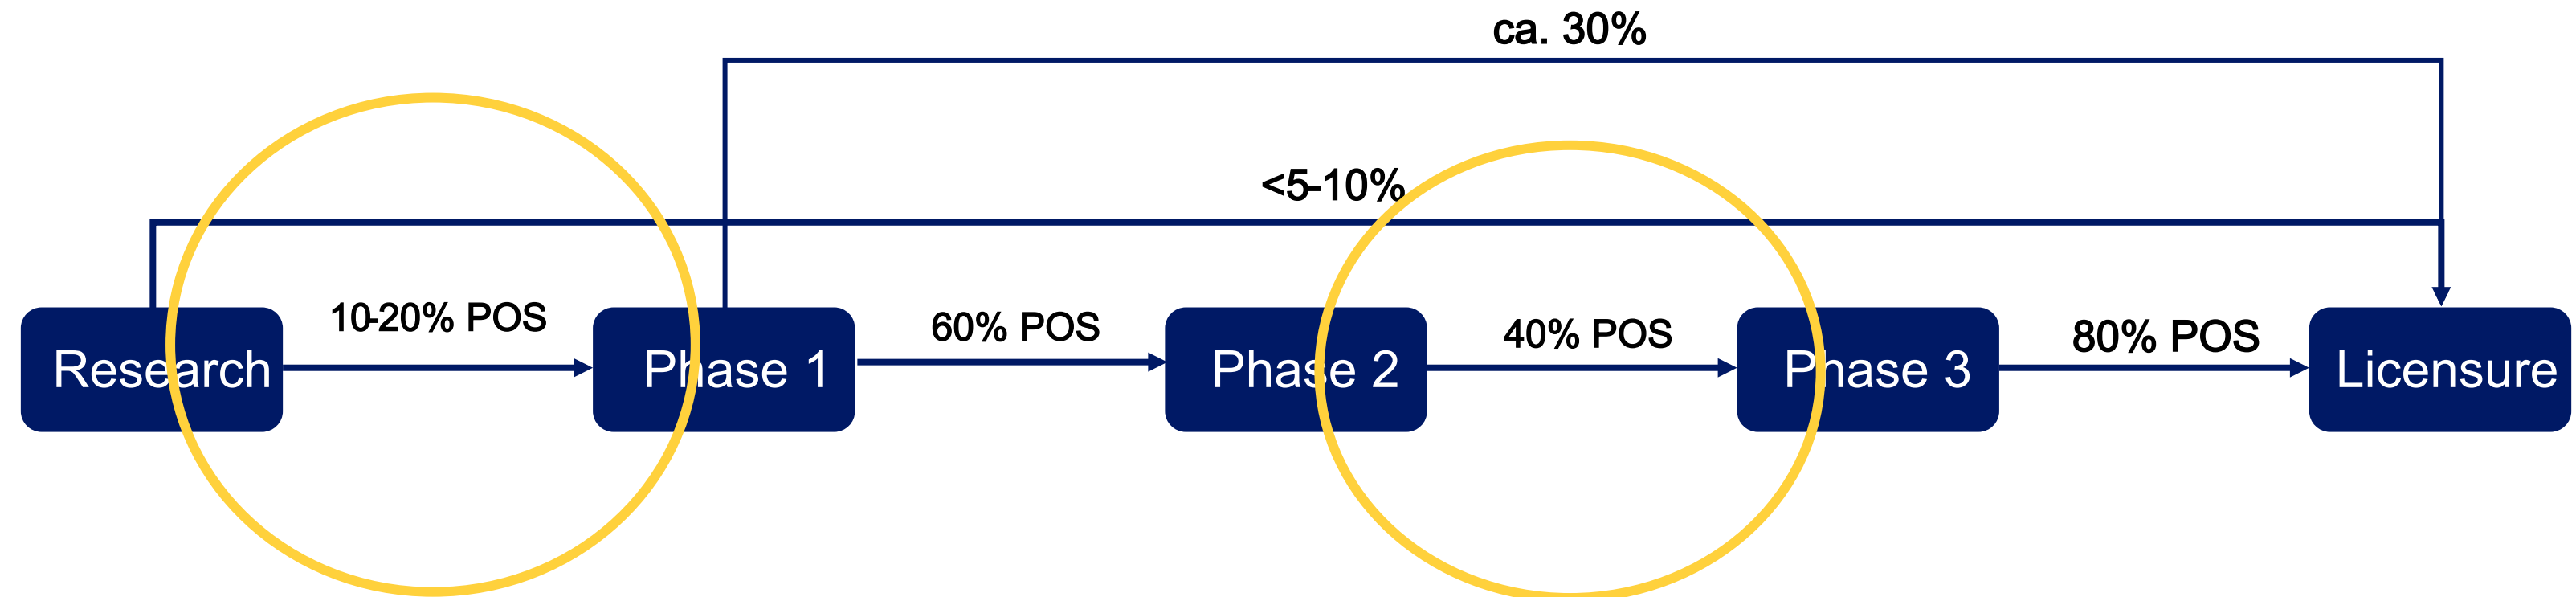 ca. 30%
<5-10%
10-20% POS
60% POS
40% POS
80% POS
Research
Phase 1
Phase 2
Phase 3
Licensure